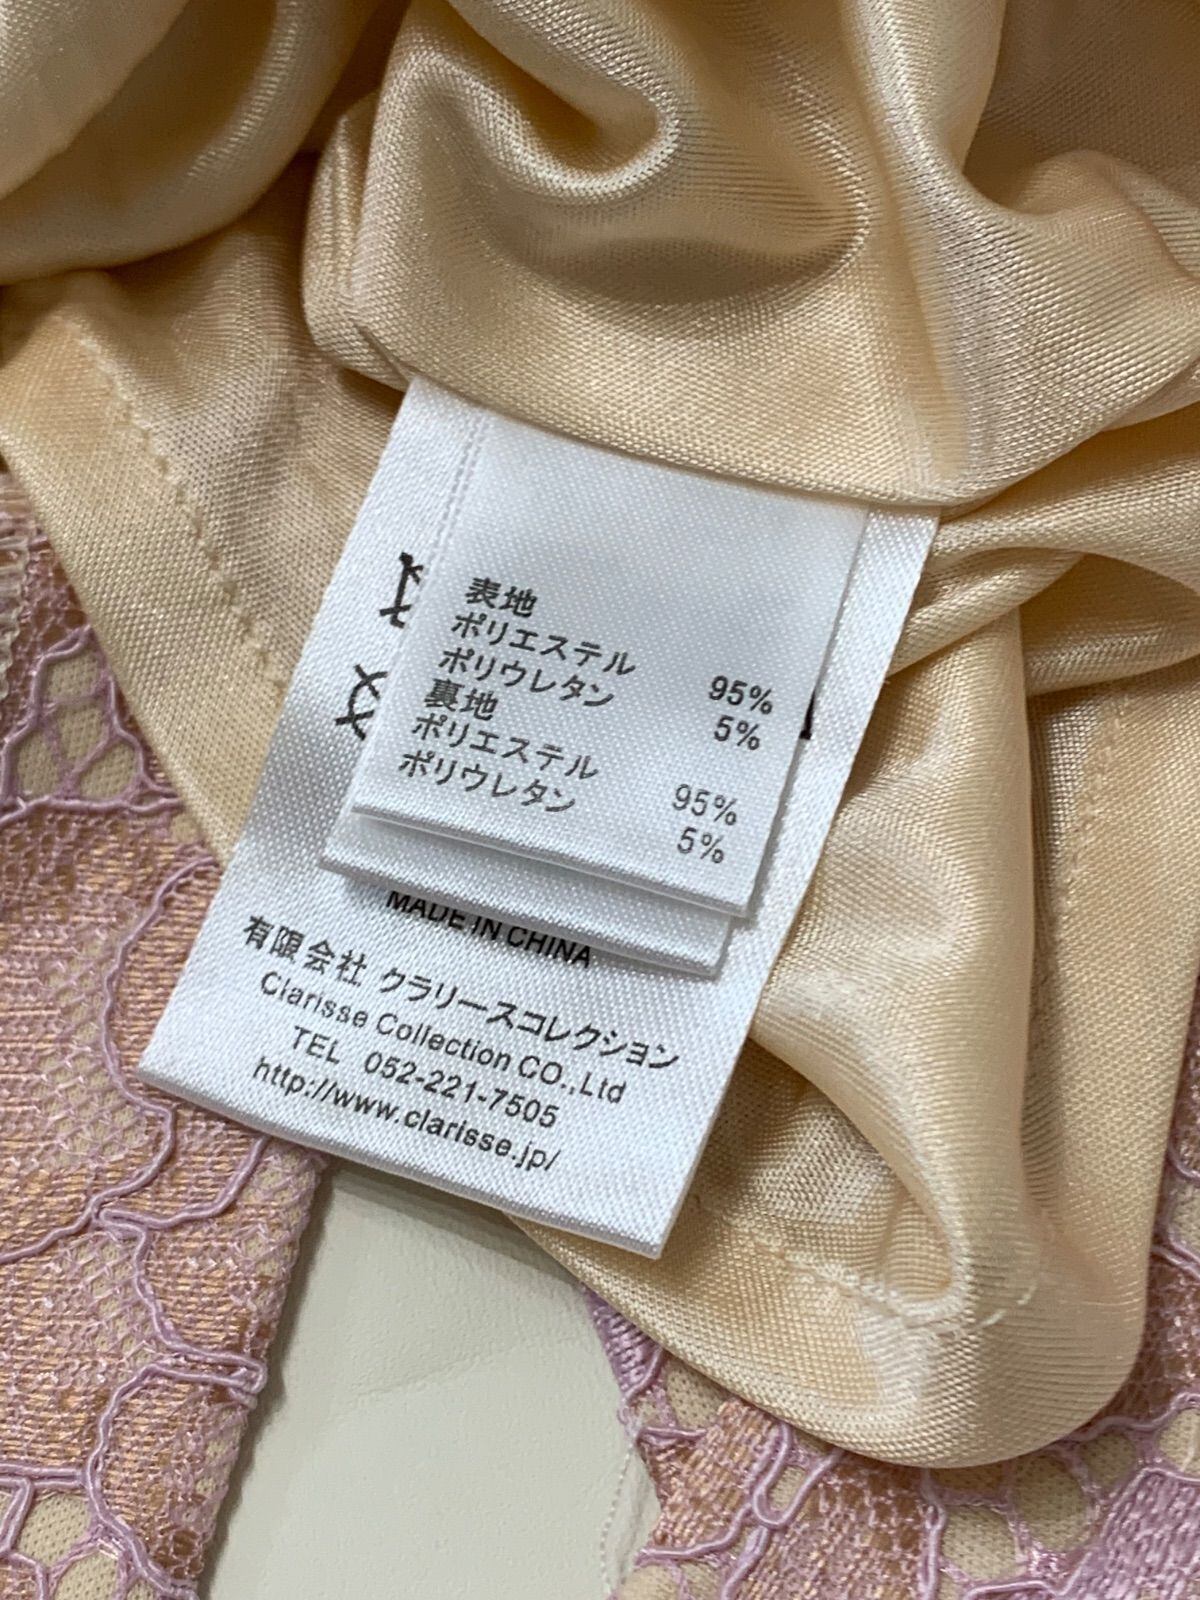 表地
ポリエステル 95%
ポリウレタン 5%
裏地
ポリエステル 95%
ポリウレタン 5%
MADE IN CHINA
有限会社 クラリースコレクション
Clarisse Collection CO.,Ltd
TEL 052-221-7505
http://www.clarisse.jp/